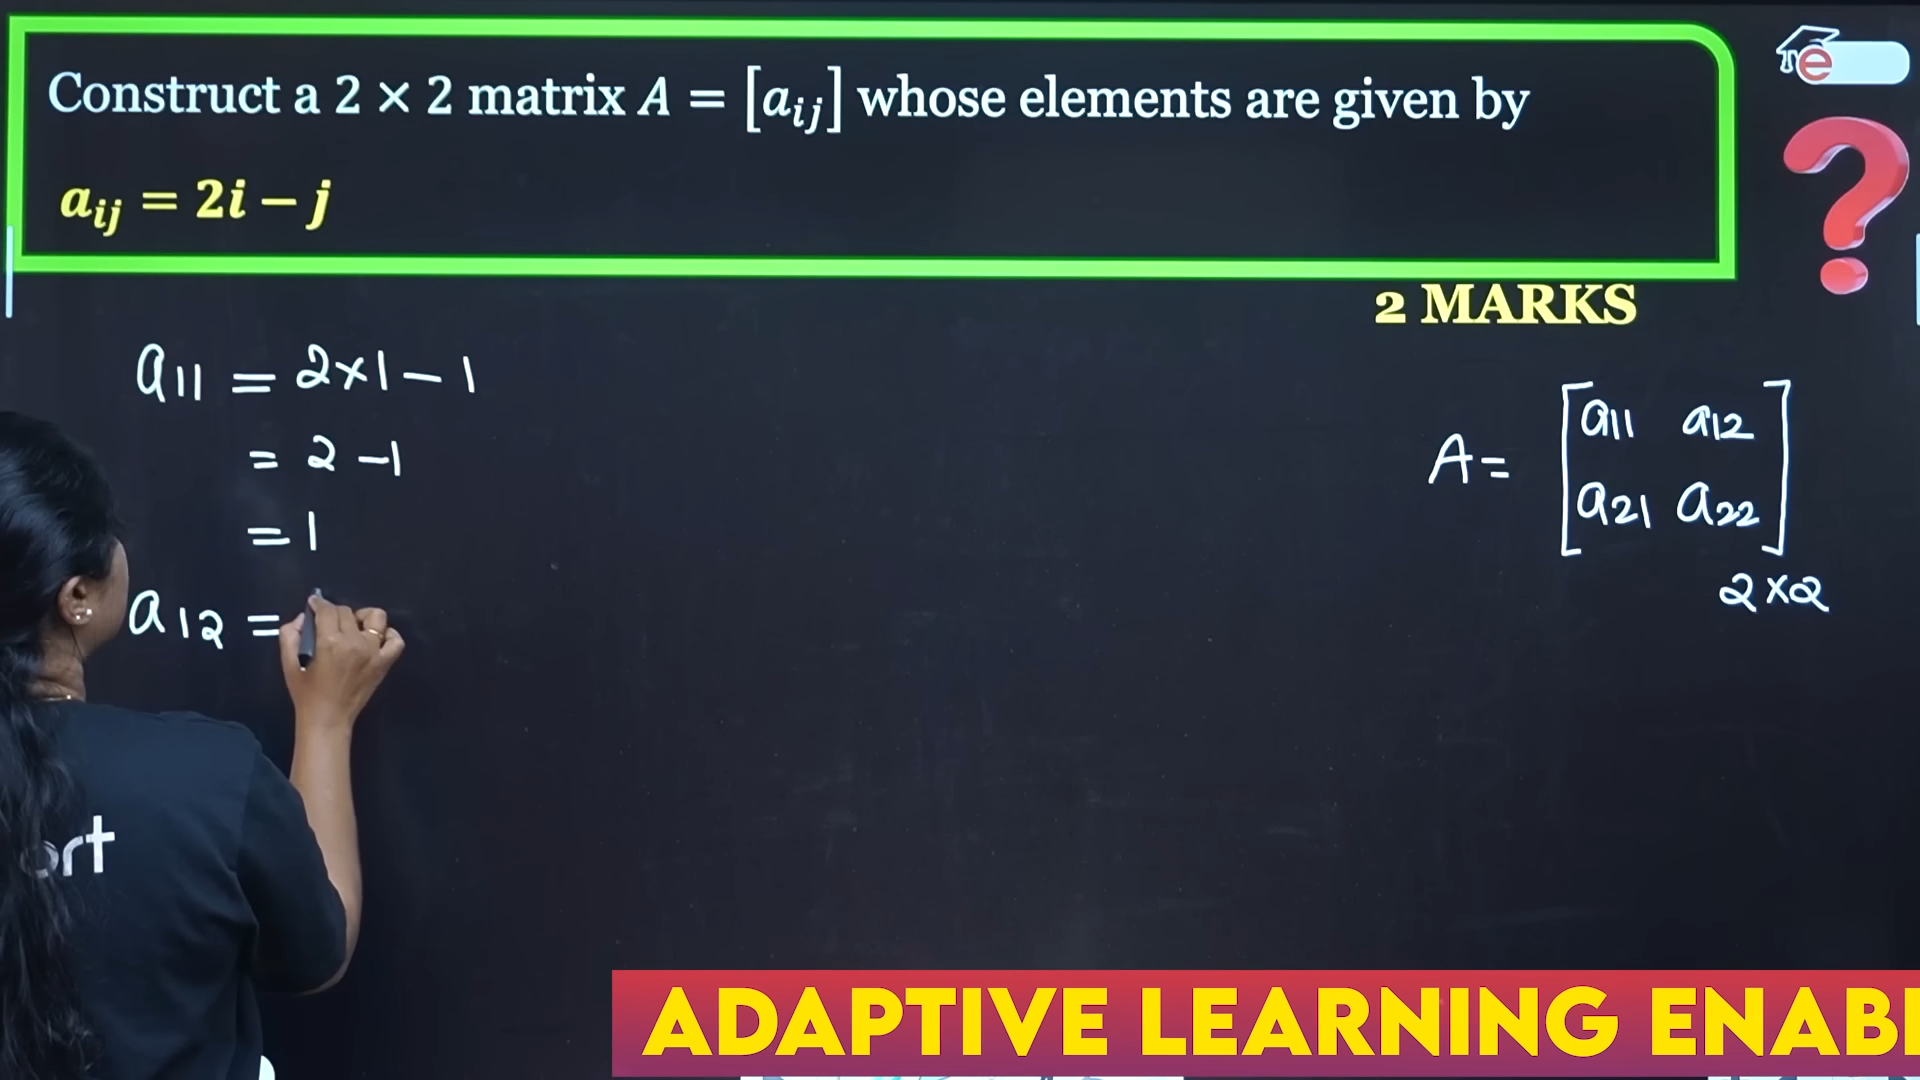 Construct a 2 × 2 matrix A = [aij] whose elements are given by
aij = 2i − j
2 MARKS
a11 = 2×1 − 1
= 2 − 1
= 1
a12 =
A = [a11 a12
a21 a22]
2×2
e
ort
ADAPTIVE LEARNING ENAB